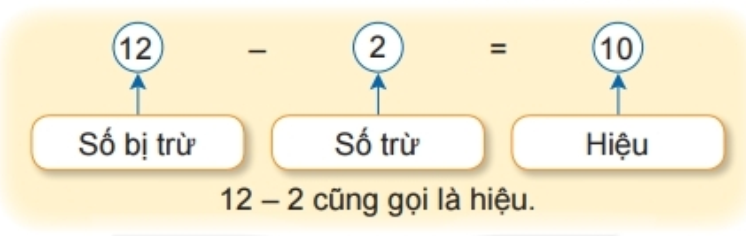 12 – 2 = 10
Số bị trừ Số trừ Hiệu
12 – 2 cũng gọi là hiệu.